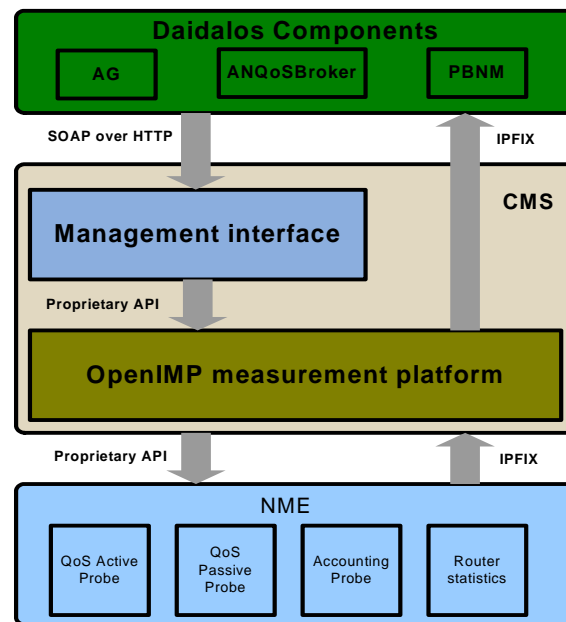 Daidalos Components
AG
ANQoSBroker
PBNM
SOAP over HTTP
IPFIX
CMS
Management interface
Proprietary API
OpenIMP measurement platform
Proprietary API
IPFIX
NME
QoS Active
Probe
QoS
Passive
Probe
Accounting
Probe
Router
statistics